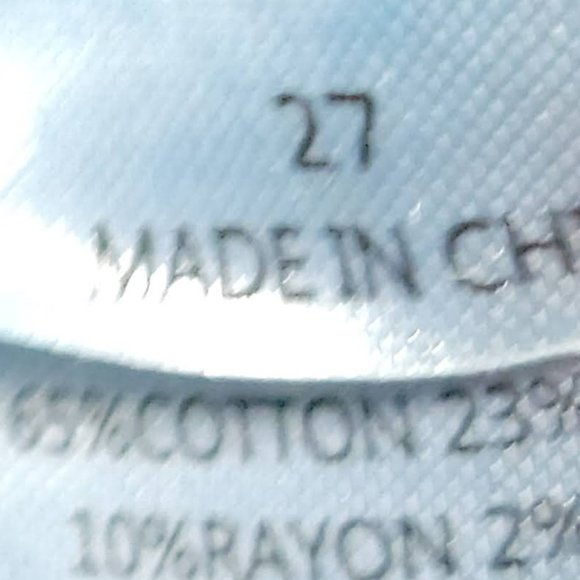 27
MADE IN CH
65%COTTON 23%
10%RAYON 2%